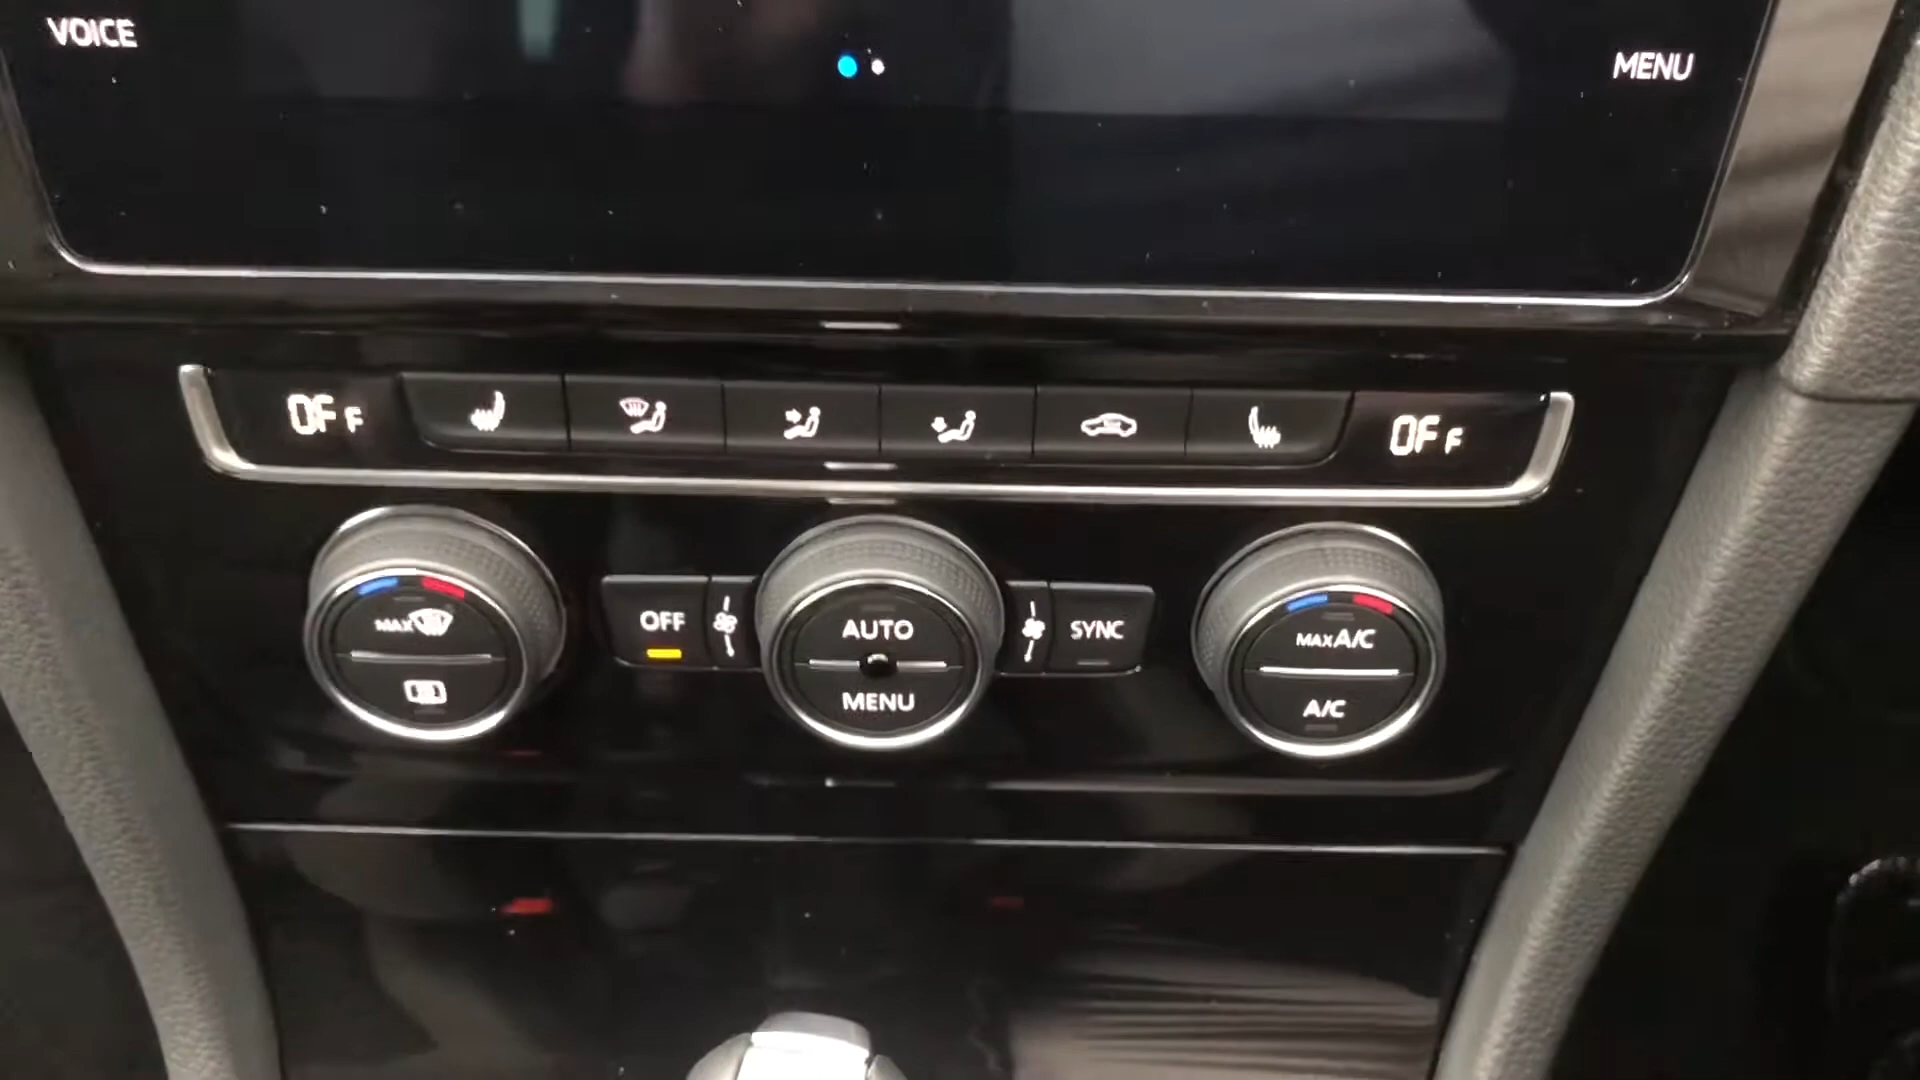 VOICE
MENU
OFF
OFF
MAX
OFF
AUTO
MENU
SYNC
MAX A/C
A/C